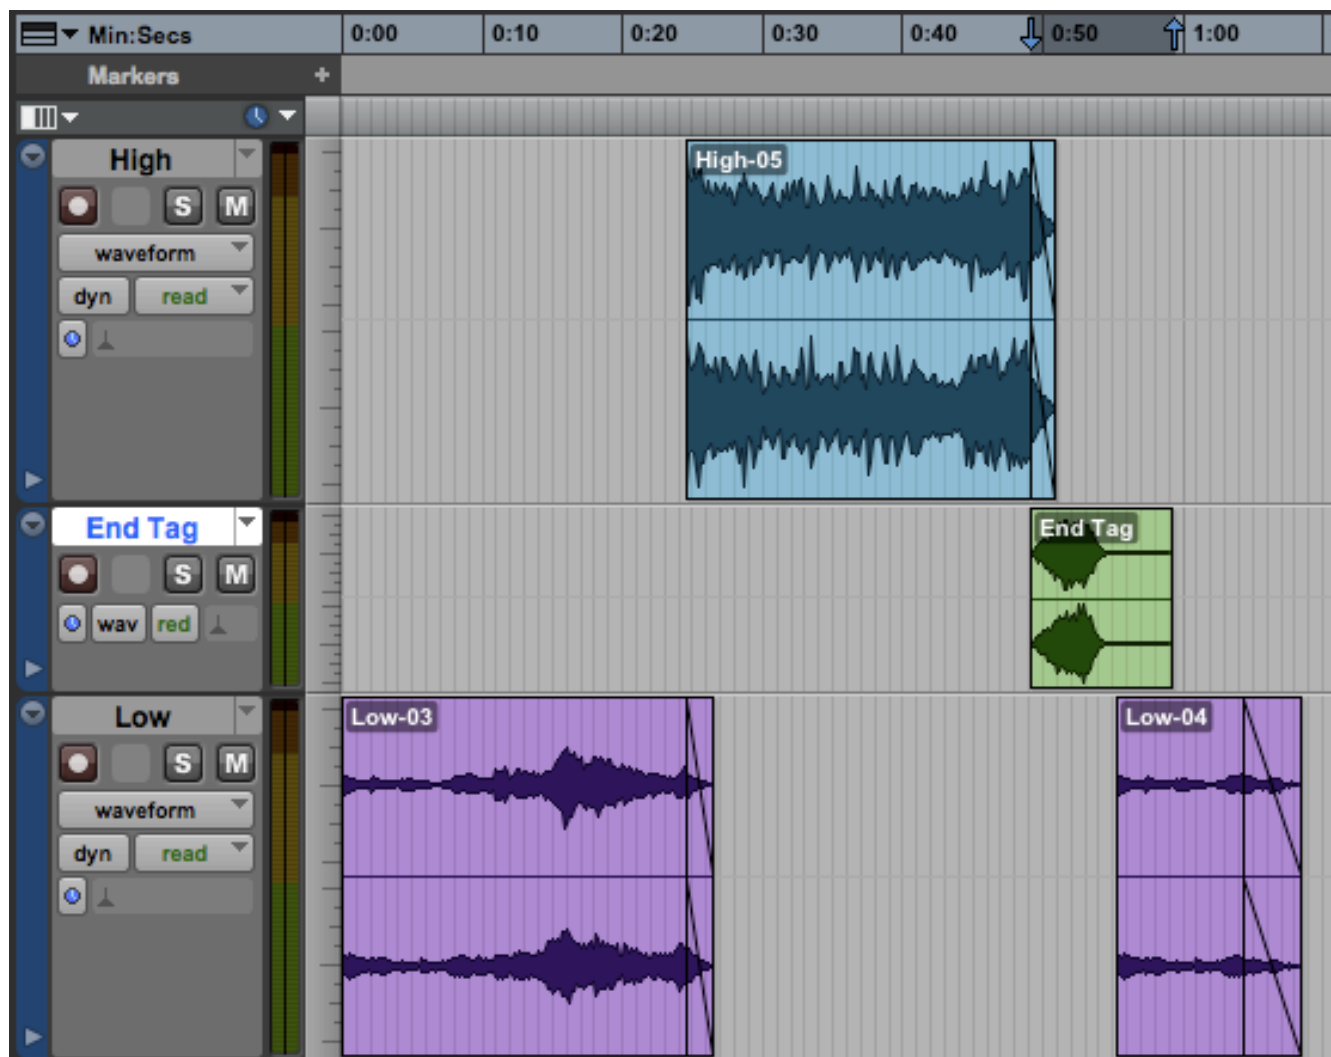 Min:Secs 0:00 0:10 0:20 0:30 0:40 0:50 1:00
Markers +
High
S M
waveform
dyn read
High-05
End Tag
S M
wav red
End Tag
Low
S M
waveform
dyn read
Low-03
Low-04